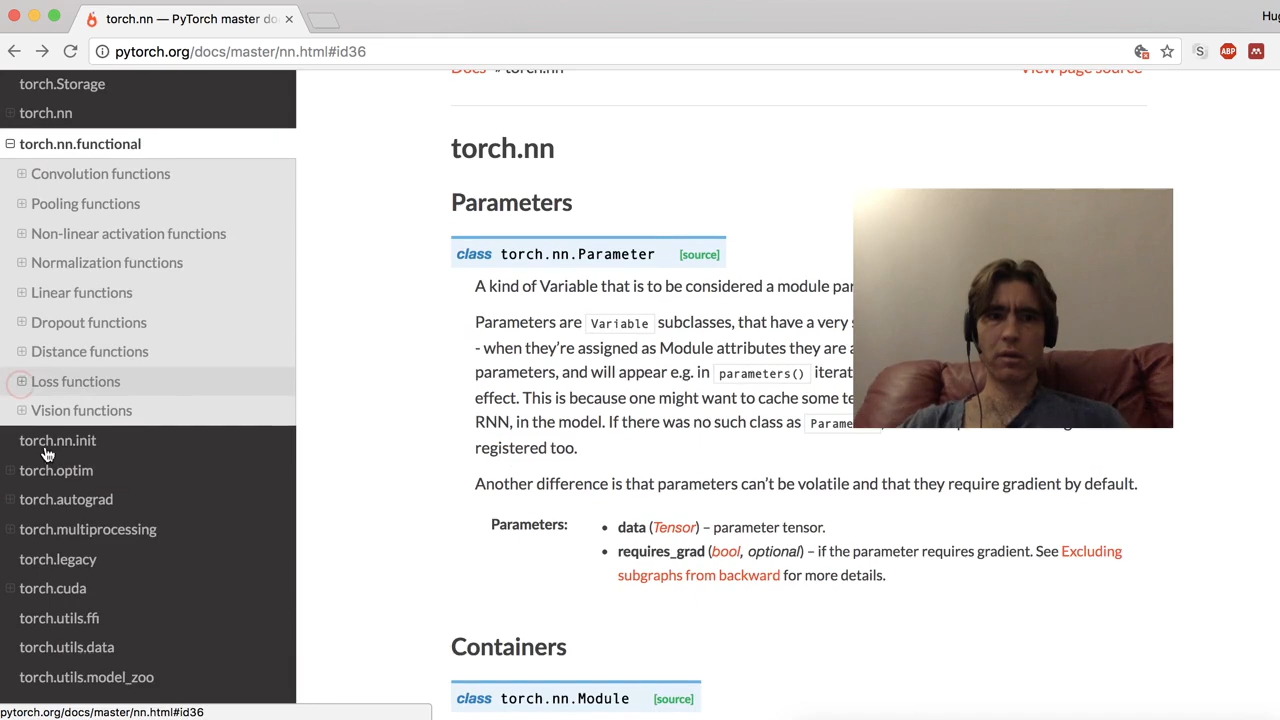 torch.nn — PyTorch master do
Hu
pytorch.org/docs/master/nn.html#id36
S
ABP
torch.Storage
torch.nn
torch.nn.functional
Convolution functions
Pooling functions
Non-linear activation functions
Normalization functions
Linear functions
Dropout functions
Distance functions
Loss functions
Vision functions
torch.nn.init
torch.optim
torch.autograd
torch.multiprocessing
torch.legacy
torch.cuda
torch.utils.ffi
torch.utils.data
torch.utils.model_zoo
pytorch.org/docs/master/nn.html#id36
Docs » torch.nn
View page source
torch.nn
Parameters
class torch.nn.Parameter [source]
A kind of Variable that is to be considered a module par
Parameters are Variable subclasses, that have a very s
- when they're assigned as Module attributes they are a
parameters, and will appear e.g. in parameters() iterat
effect. This is because one might want to cache some te
RNN, in the model. If there was no such class as Parame
registered too.
Another difference is that parameters can't be volatile and that they require gradient by default.
Parameters:
• data (Tensor) – parameter tensor.
• requires_grad (bool, optional) – if the parameter requires gradient. See Excluding
subgraphs from backward for more details.
Containers
class torch.nn.Module [source]